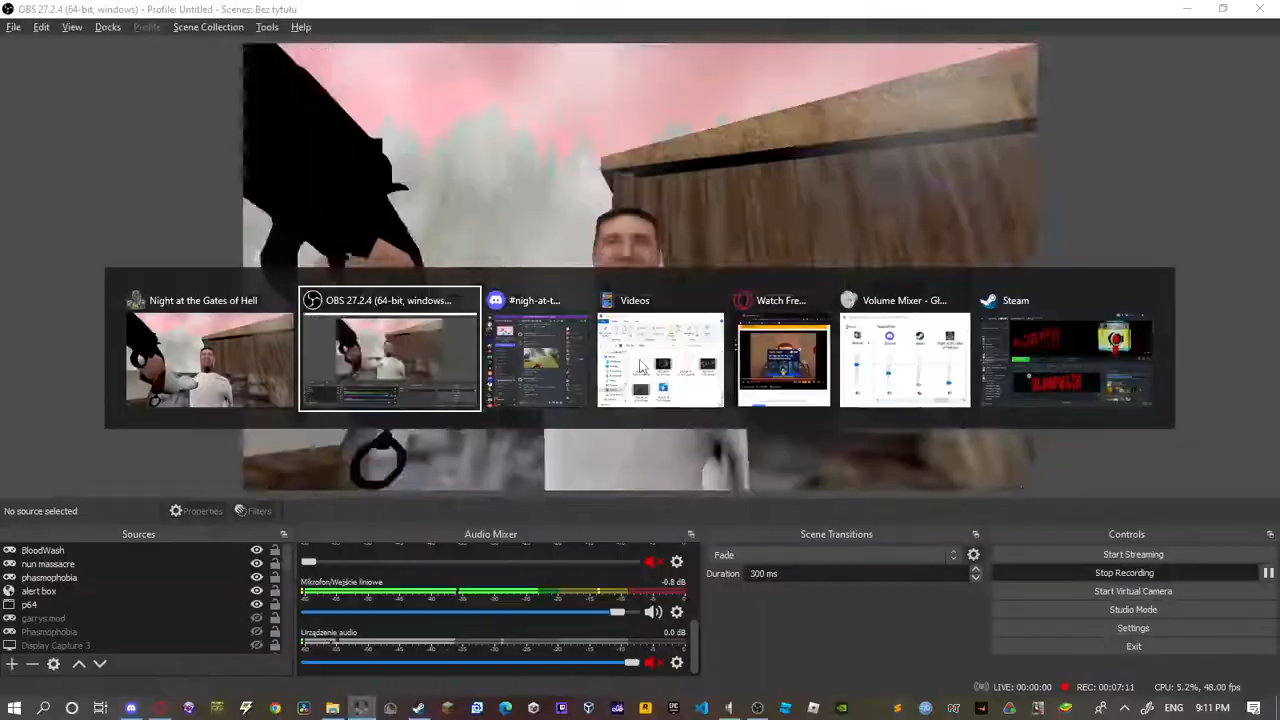 OBS 27.2.4 (64-bit, windows) - Profile: Untitled - Scenes: Bez tytułu
File Edit View Docks Profile Scene Collection Tools Help
Night at the Gates of Hell
OBS 27.2.4 (64-bit, windows...
#nigh-at-t...
Videos
Watch Fre...
Volume Mixer - Gł...
Steam
No source selected
Properties
Filters
Sources
Audio Mixer
Scene Transitions
Controls
BloodWash
nun massacre
phasmophobia
alert box
p64
garrys mod
Phasmophobia
Display Capture 3
Mikrofon/Wejście liniowe
-0.8 dB
Urządzenie audio
0.0 dB
Fade
Duration 300 ms
Start Streaming
Stop Recording
Start Virtual Camera
Studio Mode
Settings
Exit
LIVE: 00:00:00
REC: 00:07:11
CPU: 5.2%, 48.00 fps
ENG
9:11 PM